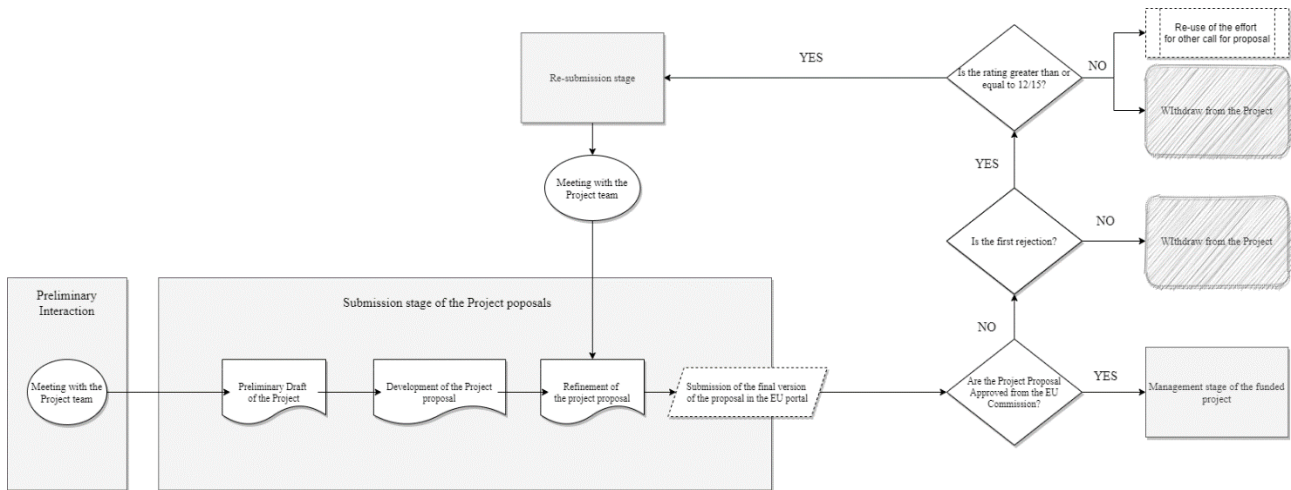 Re-use of the effort
for other call for proposal
YES
Is the rating greater than or
equal to 12/15?
NO
Re-submission stage
WIthdraw from the Project
YES
Meeting with the
Project team
Is the first rejection?
NO
WIthdraw from the Project
Preliminary
Interaction
Submission stage of the Project poposals
NO
Meeting with the
Project team
Preliminary Draft
of the Project
Development of the Project
proposal
Refinement of
the project proposal
Submission of the final version
of the proposal in the EU portal
Are the Project Proposal
Approved from the EU
Commission?
YES
Management stage of the funded
project